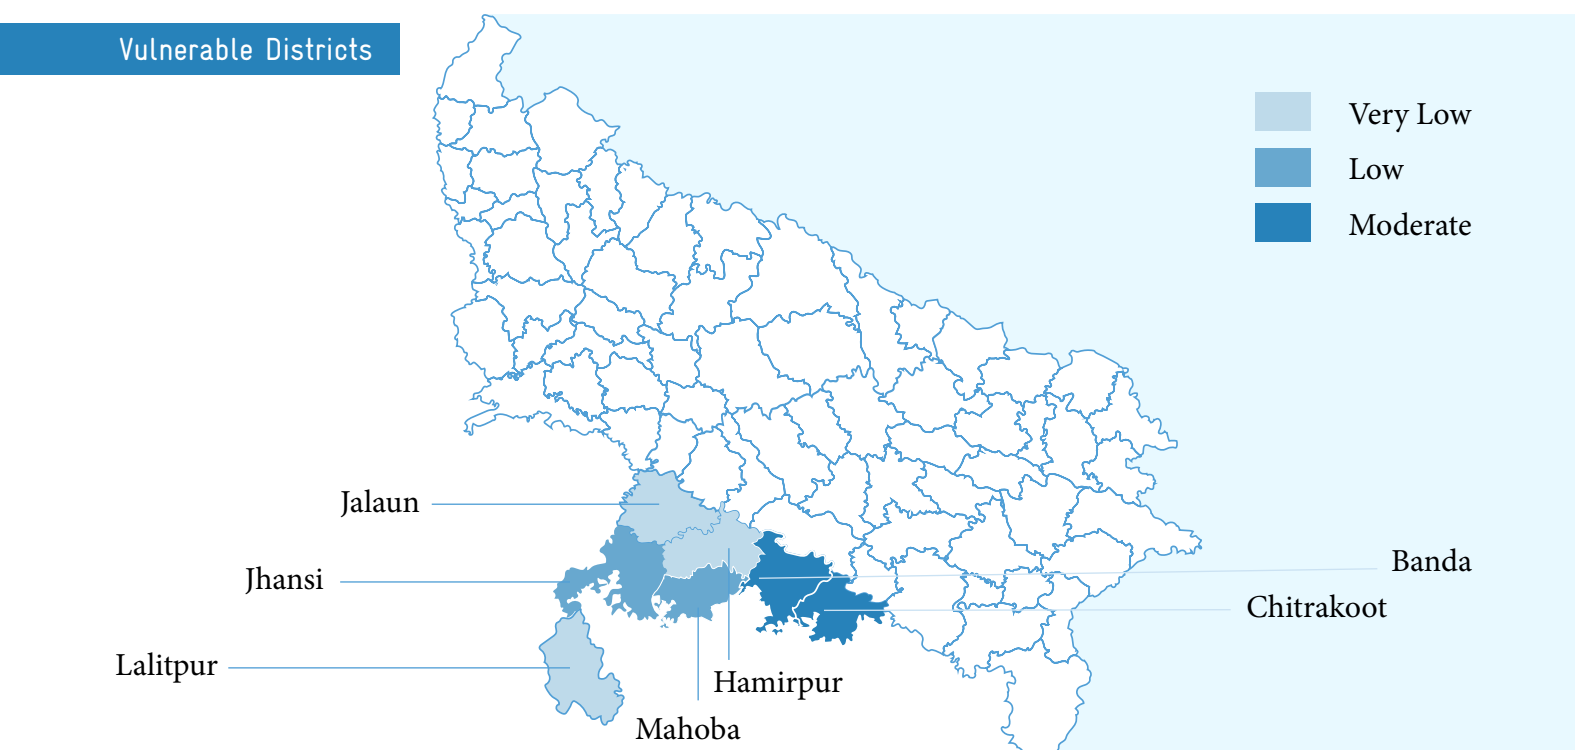 Vulnerable Districts
Very Low
Low
Moderate
Jalaun
Jhansi
Lalitpur
Mahoba
Hamirpur
Banda
Chitrakoot